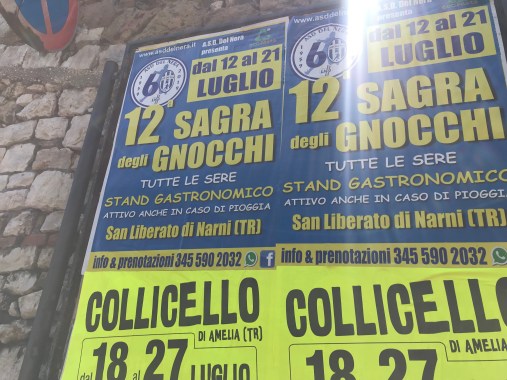 www.asddelnera.it
A.S.D. Del Nera
presenta
dal 12 al 21
LUGLIO
60
12ª SAGRA
degli GNOCCHI
TUTTE LE SERE
STAND GASTRONOMICO
ATTIVO ANCHE IN CASO DI PIOGGIA
San Liberato di Narni (TR)
info & prenotazioni 345 590 2032
COLLICELLO
DI AMELIA (TR)
dal 18 al 27 LUGLIO
www.asddelnera.it
A.S.D. Del Nera
presenta
dal 12 al 21
LUGLIO
60
12ª SAGRA
degli GNOCCHI
TUTTE LE SERE
STAND GASTRONOMICO
ATTIVO ANCHE IN CASO DI PIOGGIA
San Liberato di Narni (TR)
info & prenotazioni 345 590 2032
COLLICELLO
DI AMELIA
18 27